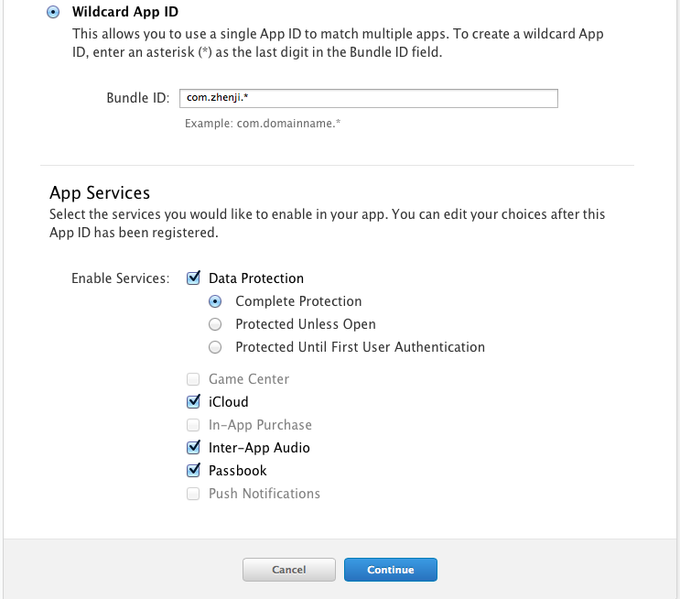 Wildcard App ID
This allows you to use a single App ID to match multiple apps. To create a wildcard App
ID, enter an asterisk (*) as the last digit in the Bundle ID field.
Bundle ID: com.zhenji.*
Example: com.domainname.*
App Services
Select the services you would like to enable in your app. You can edit your choices after this
App ID has been registered.
Enable Services: Data Protection
Complete Protection
Protected Unless Open
Protected Until First User Authentication
Game Center
iCloud
In-App Purchase
Inter-App Audio
Passbook
Push Notifications
Cancel Continue